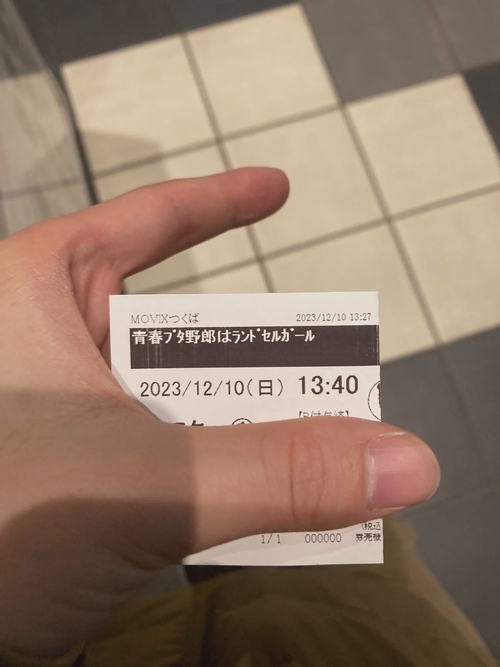 MOVIXつくば 2023/12/10 13:27
青春ブタ野郎はランドセルガール
2023/12/10(日) 13:40
1/1 000000 券売機
(税込